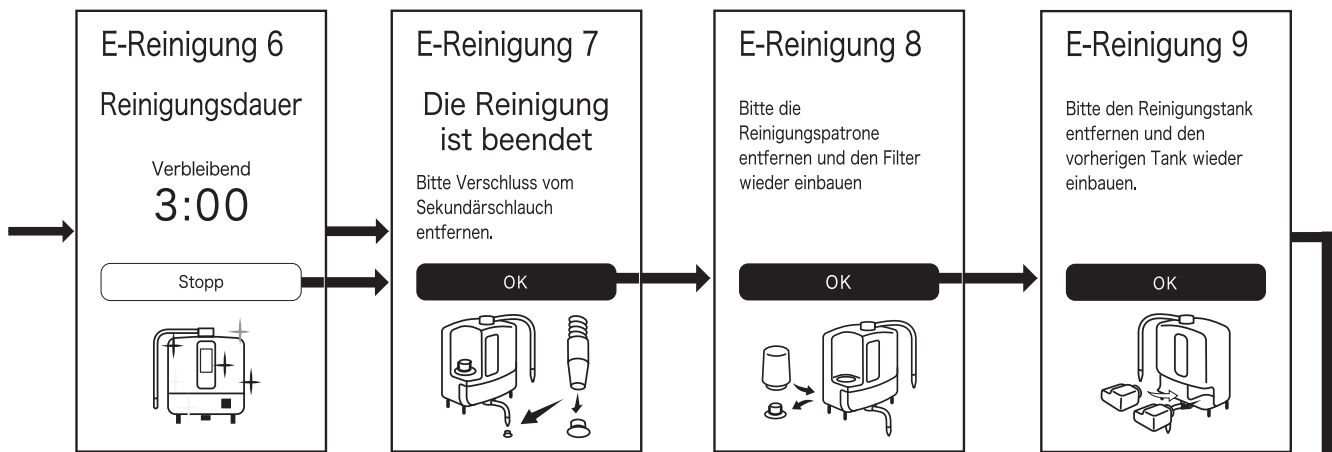 E-Reinigung 6
Reinigungsdauer
Verbleibend
3:00
Stopp
E-Reinigung 7
Die Reinigung
ist beendet
Bitte Verschluss vom
Sekundärschlauch
entfernen.
OK
E-Reinigung 8
Bitte die
Reinigungspatrone
entfernen und den Filter
wieder einbauen
OK
E-Reinigung 9
Bitte den Reinigungstank
entfernen und den
vorherigen Tank wieder
einbauen.
OK